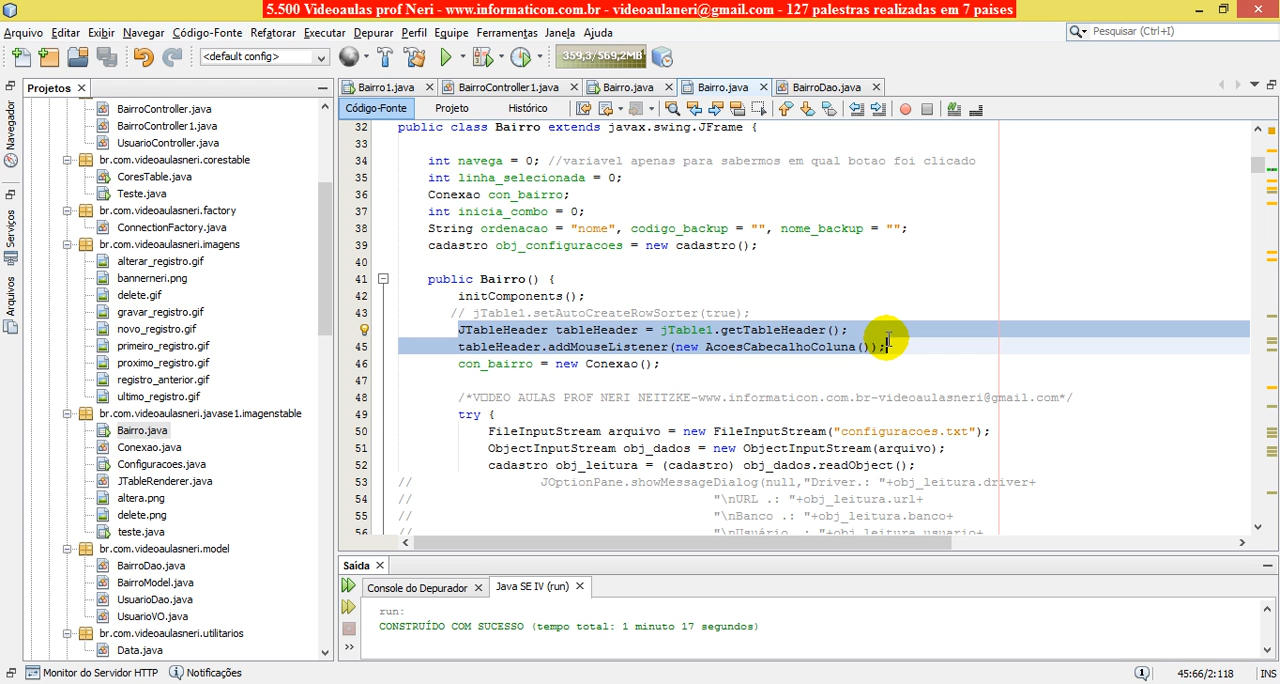 5.500 Videoaulas prof Neri - www.informaticon.com.br - videoaulaneri@gmail.com - 127 palestras realizadas em 7 paises
Arquivo Editar Exibir Navegar Código-Fonte Refatorar Executar Depurar Perfil Equipe Ferramentas Janela Ajuda
Pesquisar (Ctrl+I)
<default config>
359,3/569,2MB
Projetos
Bairro1.java
BairroController1.java
Bairro.java
Bairro.java
BairroDao.java
Código-Fonte
Projeto
Histórico
Navegador
Serviços
Arquivos
BairroController.java
BairroController1.java
UsuarioController.java
br.com.videoaulasneri.corestable
CoresTable.java
Teste.java
br.com.videoaulasneri.factory
ConnectionFactory.java
br.com.videoaulasneri.imagens
alterar_registro.gif
bannerneri.png
delete.gif
gravar_registro.gif
novo_registro.gif
primeiro_registro.gif
proximo_registro.gif
registro_anterior.gif
ultimo_registro.gif
br.com.videoaulasneri.javase1.imagenstable
Bairro.java
Conexao.java
Configuracoes.java
JTableRenderer.java
altera.png
delete.png
teste.java
br.com.videoaulasneri.model
BairroDao.java
BairroModel.java
UsuarioDao.java
UsuarioVO.java
br.com.videoaulasneri.utilitarios
Data.java
32 public class Bairro extends javax.swing.JFrame {
33
34 int navega = 0; //variavel apenas para sabermos em qual botao foi clicado
35 int linha_selecionada = 0;
36 Conexao con_bairro;
37 int inicia_combo = 0;
38 String ordenacao = "nome", codigo_backup = "", nome_backup = "";
39 cadastro obj_configuracoes = new cadastro();
40
41 public Bairro() {
42 initComponents();
43 // jTable1.setAutoCreateRowSorter(true);
JTableHeader tableHeader = jTable1.getTableHeader();
45 tableHeader.addMouseListener(new AcoesCabecalhoColuna());
46 con_bairro = new Conexao();
47
48 /*V□DEO AULAS PROF NERI NEITZKE-www.informaticon.com.br-videoaulasneri@gmail.com*/
49 try {
50 FileInputStream arquivo = new FileInputStream("configuracoes.txt");
51 ObjectInputStream obj_dados = new ObjectInputStream(arquivo);
52 cadastro obj_leitura = (cadastro) obj_dados.readObject();
53 // JOptionPane.showMessageDialog(null,"Driver.: "+obj_leitura.driver+
54 // "\nURL .: "+obj_leitura.url+
55 // "\nBanco .: "+obj_leitura.banco+
56 // "\nUsuário .: "+obj_leitura.usuario+
Saída
Console do Depurador
Java SE IV (run)
run:
CONSTRUÍDO COM SUCESSO (tempo total: 1 minuto 17 segundos)
Monitor do Servidor HTTP
Notificações
45:66/2:118
INS